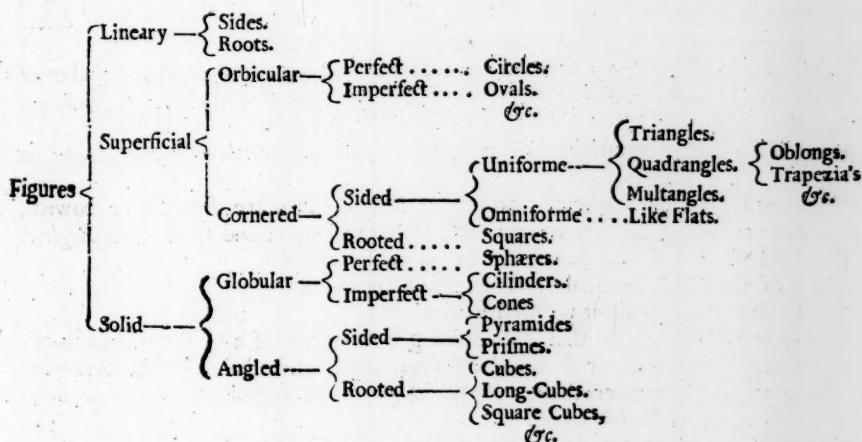 Lineary — Sides.
Roots.
Orbicular — Perfect ...... Circles.
Imperfect .... Ovals.
&c.
Triangles.
Superficial Uniforme — Quadrangles. Oblongs.
Trapezia's
Figures Sided — Multangles. &c.
Cornered — Omniforme .... Like Flats.
Rooted ..... Squares.
Globular — Perfect ..... Sphæres.
Imperfect — Cilinders.
Cones
Solid — Sided — Pyramides
Priſmes.
Angled — Cubes.
Rooted — Long-Cubes.
Square Cubes,
&c.